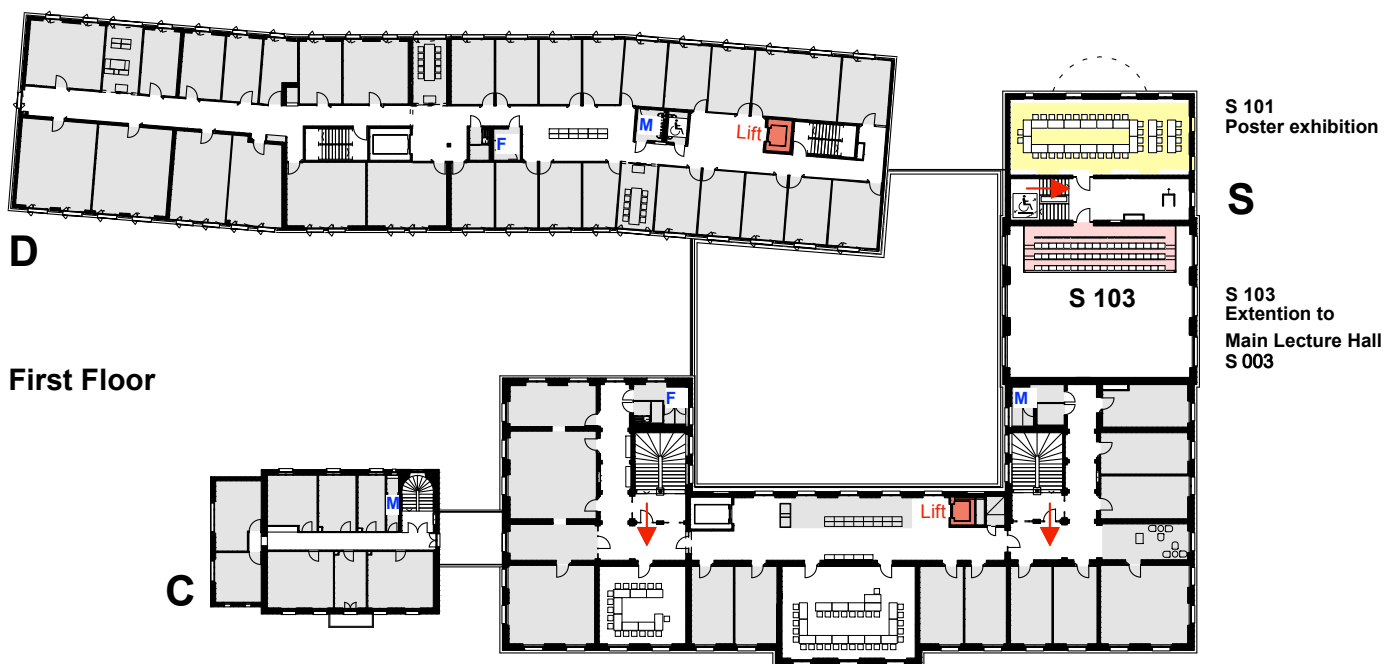 S 101
Poster exhibition
M
Lift
F
S
D
S 103
S 103
Extention to
Main Lecture Hall
S 003
First Floor
F
M
M
Lift
C